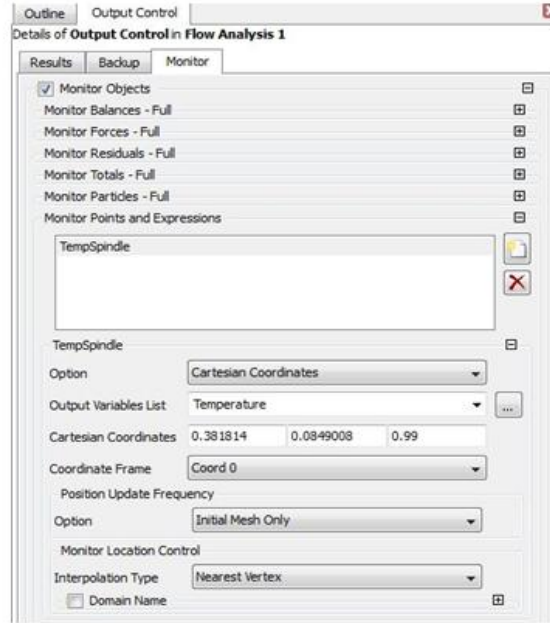 Outline Output Control
Details of Output Control in Flow Analysis 1
Results Backup Monitor
Monitor Objects
Monitor Balances - Full
Monitor Forces - Full
Monitor Residuals - Full
Monitor Totals - Full
Monitor Particles - Full
Monitor Points and Expressions
TempSpindle
TempSpindle
Option Cartesian Coordinates
Output Variables List Temperature ...
Cartesian Coordinates 0.381814 0.0849008 0.99
Coordinate Frame Coord 0
Position Update Frequency
Option Initial Mesh Only
Monitor Location Control
Interpolation Type Nearest Vertex
Domain Name